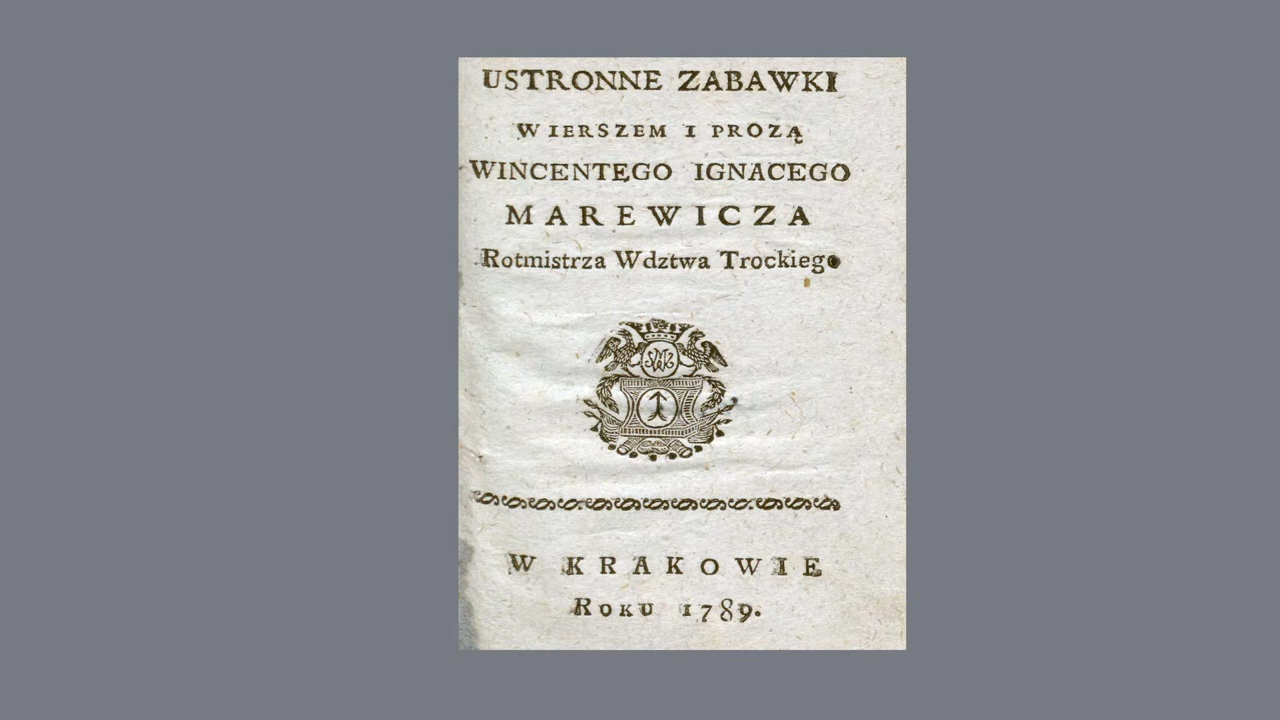 USTRONNE ZABAWKI
WIERSZEM I PROZĄ
WINCENTEGO IGNACEGO
MAREWICZA
Rotmistrza Wdztwa Trockiego
W KRAKOWIE
ROKU 1789.